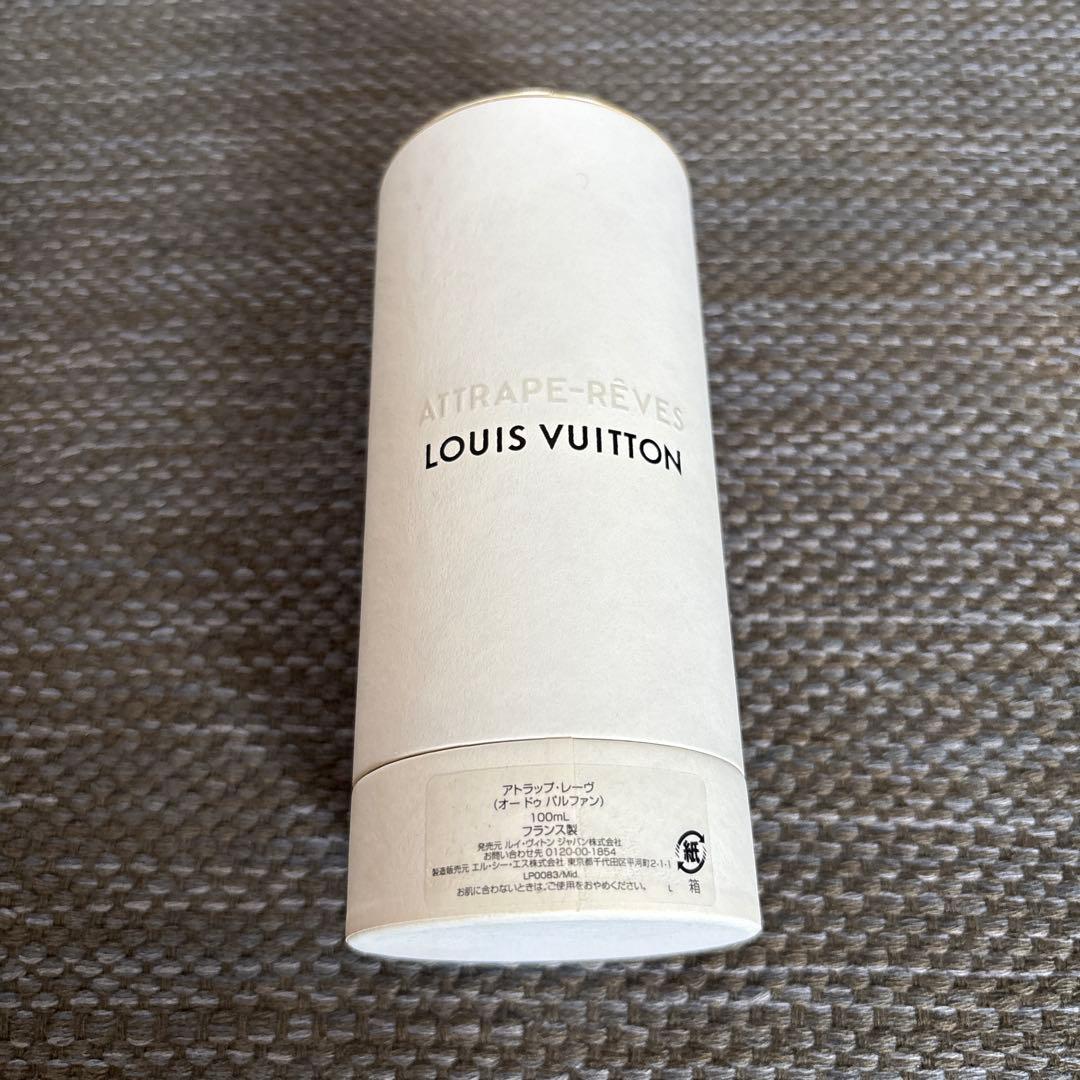 ATTRAPE-RÊVES
LOUIS VUITTON
アトラップ・レーヴ
(オー ドゥ パルファン)
100mL
フランス製
発売元 ルイ・ヴィトン ジャパン株式会社
お問い合わせ先 0120-00-1854
製造販売元 エル・シー・エス株式会社 東京都千代田区平河町2-1-1
LP0083/Mid.
お肌に合わないときは、ご使用をおやめください。
L
紙
箱